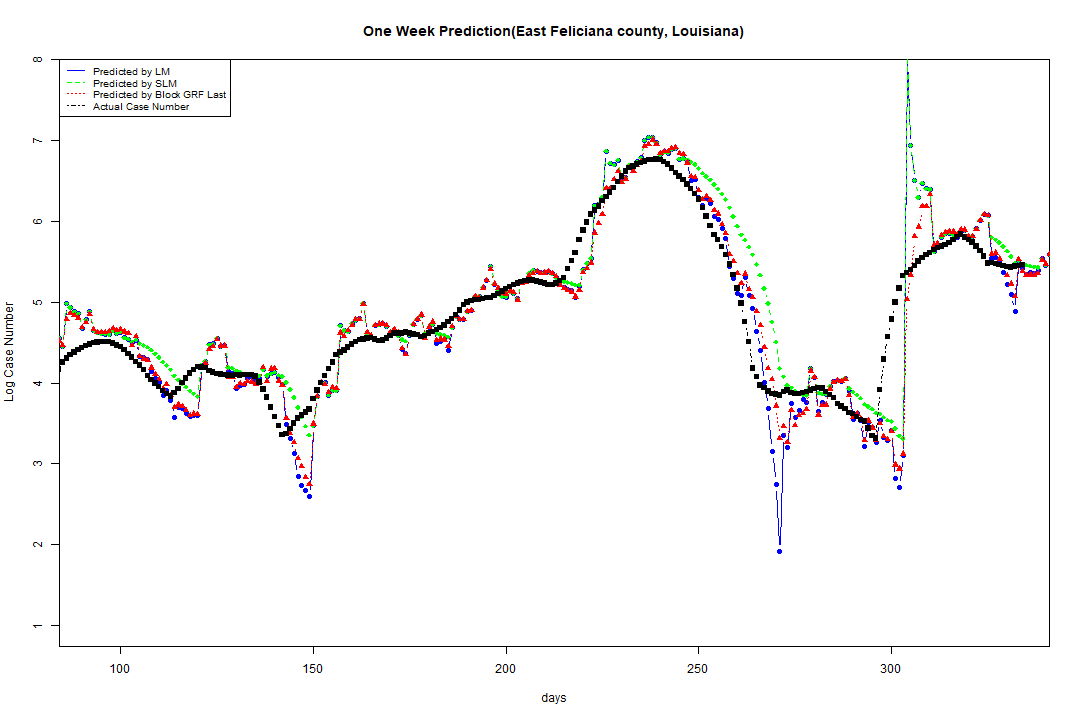 One Week Prediction(East Feliciana county, Louisiana)
Predicted by LM
Predicted by SLM
Predicted by Block GRF Last
Actual Case Number
8
7
6
5
4
3
2
1
Log Case Number
100 150 200 250 300
days